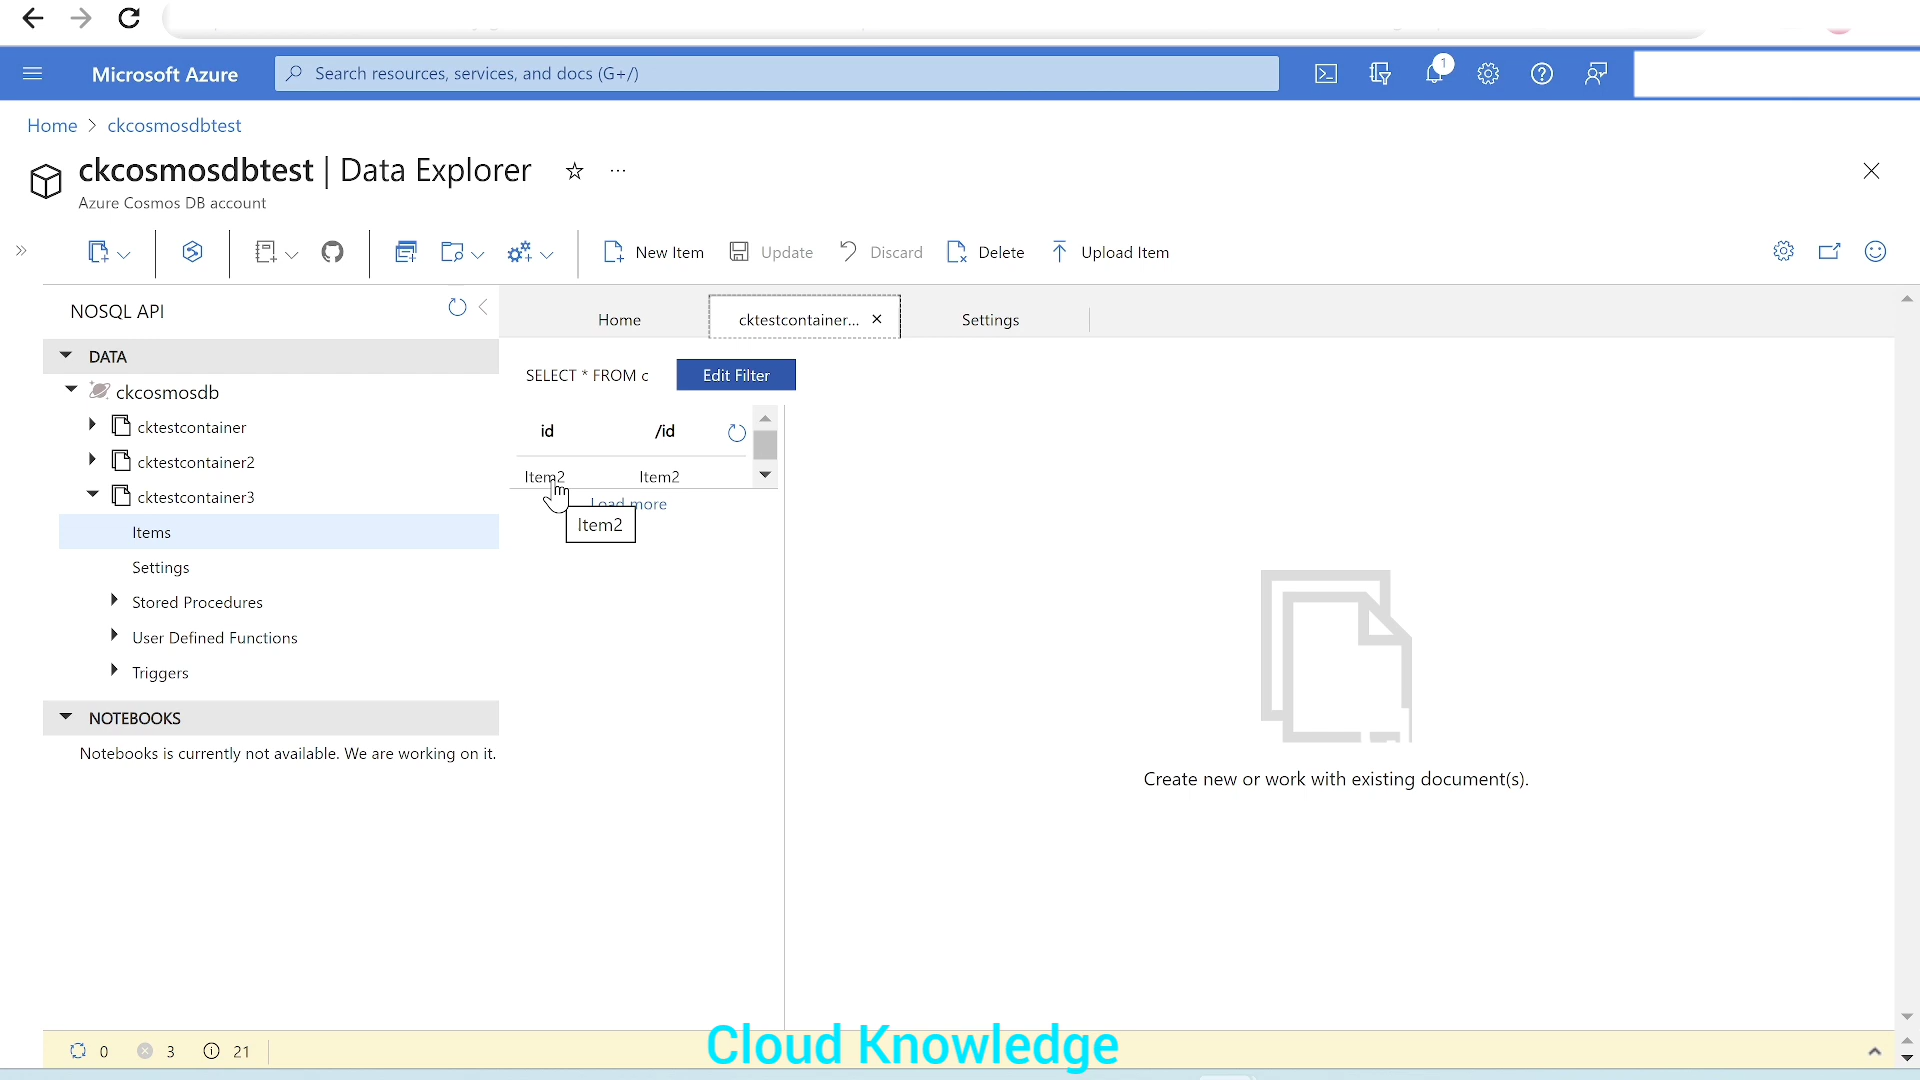 Microsoft Azure
Search resources, services, and docs (G+/)
1
Home > ckcosmosdbtest
ckcosmosdbtest | Data Explorer
Azure Cosmos DB account
New Item
Update
Discard
Delete
Upload Item
NOSQL API
DATA
ckcosmosdb
cktestcontainer
cktestcontainer2
cktestcontainer3
Items
Settings
Stored Procedures
User Defined Functions
Triggers
NOTEBOOKS
Notebooks is currently not available. We are working on it.
Home
cktestcontainer...
Settings
SELECT * FROM c
Edit Filter
id
/id
Item2
Item2
Load more
Item2
Create new or work with existing document(s).
0
3
21
Cloud Knowledge